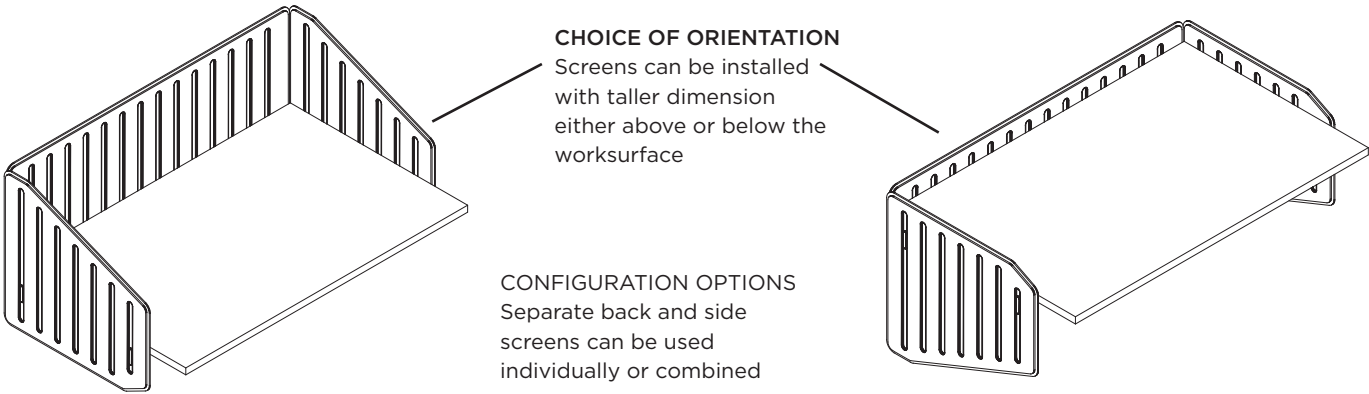 CHOICE OF ORIENTATION
Screens can be installed
with taller dimension
either above or below the
worksurface
CONFIGURATION OPTIONS
Separate back and side
screens can be used
individually or combined